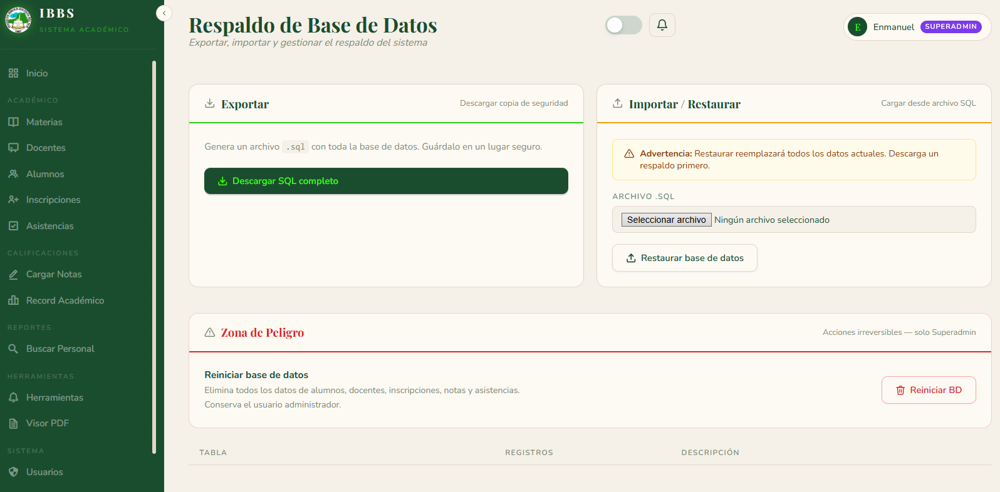 IBBS
SISTEMA ACADÉMICO
Inicio
ACADÉMICO
Materias
Docentes
Alumnos
Inscripciones
Asistencias
CALIFICACIONES
Cargar Notas
Record Académico
REPORTES
Buscar Personal
HERRAMIENTAS
Herramientas
Visor PDF
SISTEMA
Usuarios
Respaldo de Base de Datos
Exportar, importar y gestionar el respaldo del sistema
E Enmanuel SUPERADMIN
Exportar Descargar copia de seguridad
Genera un archivo .sql con toda la base de datos. Guárdalo en un lugar seguro.
Descargar SQL completo
Importar / Restaurar Cargar desde archivo SQL
Advertencia: Restaurar reemplazará todos los datos actuales. Descarga un
respaldo primero.
ARCHIVO .SQL
Seleccionar archivo Ningún archivo seleccionado
Restaurar base de datos
Zona de Peligro Acciones irreversibles — solo Superadmin
Reiniciar base de datos
Elimina todos los datos de alumnos, docentes, inscripciones, notas y asistencias.
Conserva el usuario administrador.
Reiniciar BD
TABLA REGISTROS DESCRIPCIÓN